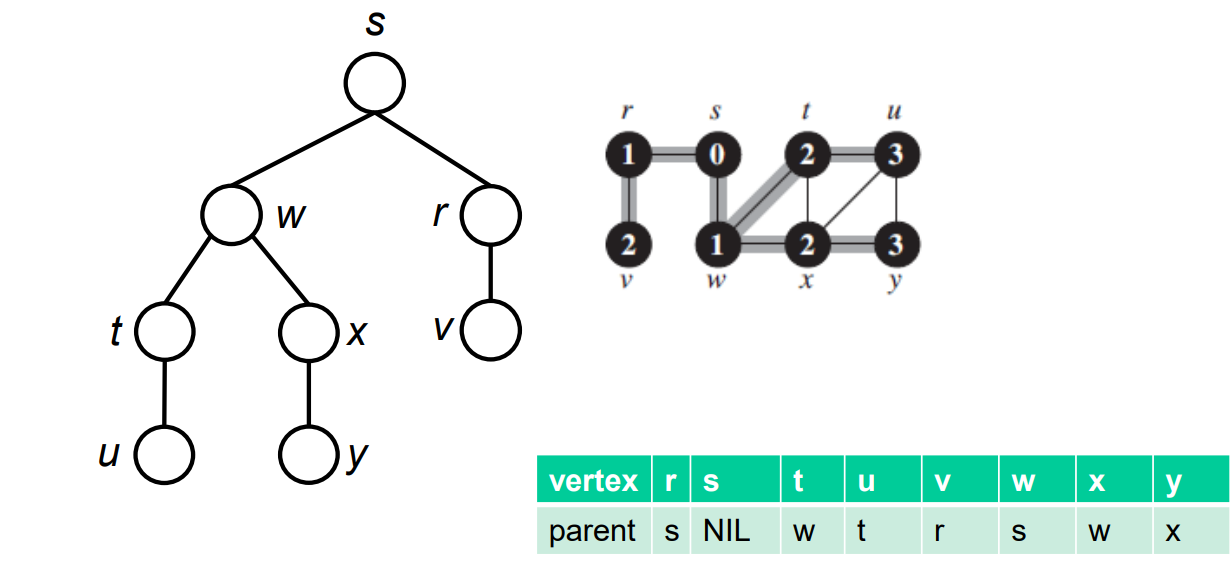 s
w
r
t
x
v
u
y
r s t u
1 0 2 3
2 1 2 3
v w x y
vertex r s t u v w x y
parent s NIL w t r s w x